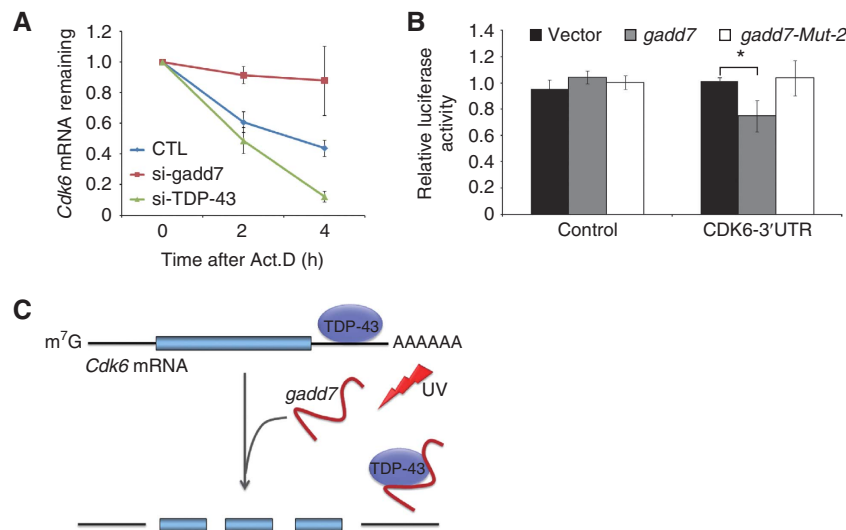 A
Cdk6 mRNA remaining
1.2
1
0.8
0.6
0.4
0.2
0
CTL
si-gadd7
si-TDP-43
0 2 4
Time after Act.D (h)
B
Vector gadd7 gadd7-Mut-2
Relative luciferase
activity
1.4
1.2
1.0
0.8
0.6
0.4
0.2
0
*
Control CDK6-3′UTR
C
m⁷G
TDP-43
AAAAAA
Cdk6 mRNA
gadd7
UV
TDP-43